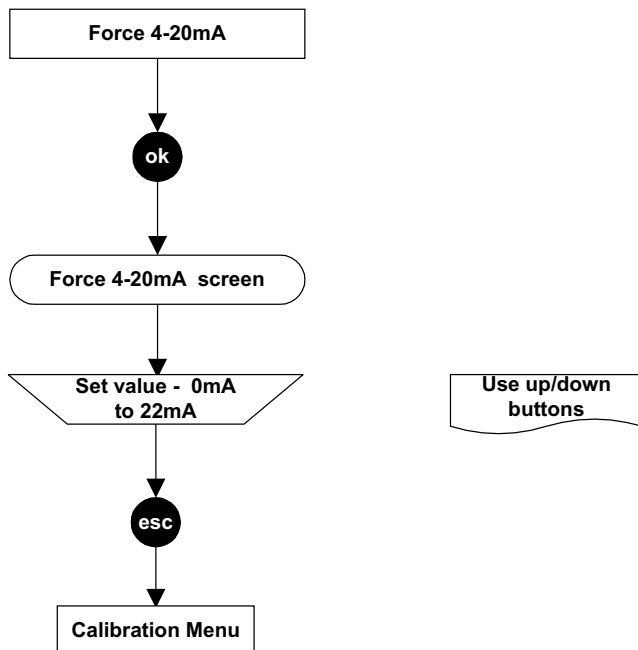 Force 4-20mA
ok
Force 4-20mA screen
Set value - 0mA
to 22mA
Use up/down
buttons
esc
Calibration Menu